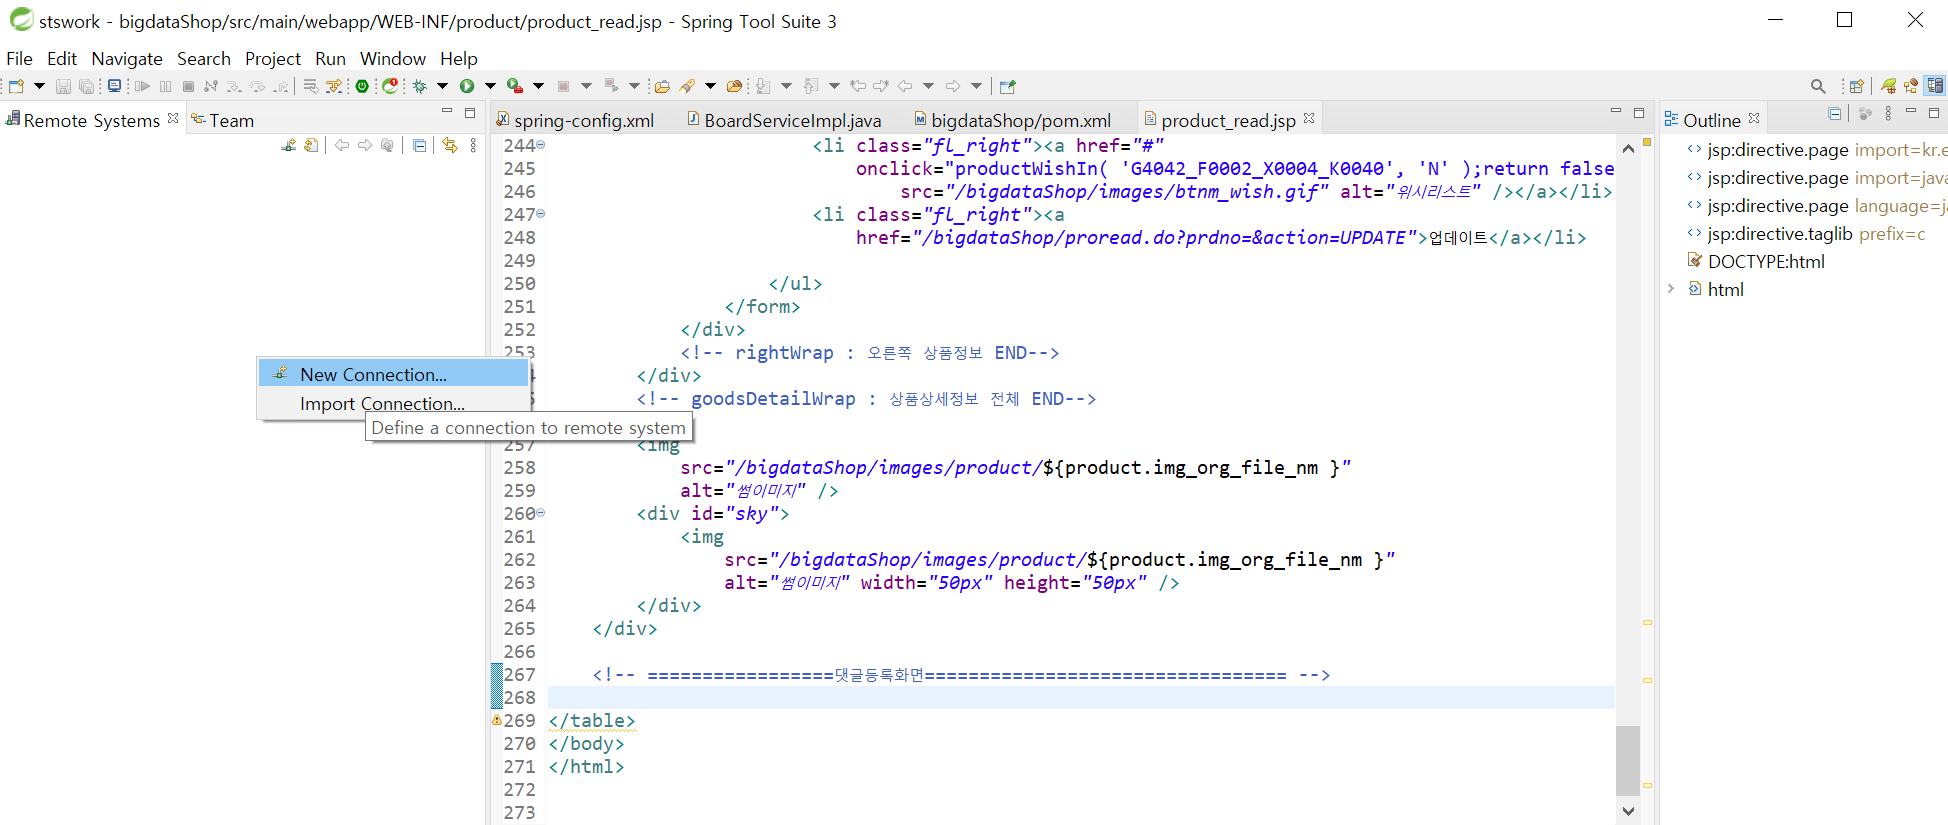 stswork - bigdataShop/src/main/webapp/WEB-INF/product/product_read.jsp - Spring Tool Suite 3
File Edit Navigate Search Project Run Window Help
Remote Systems Team
New Connection...
Import Connection...
Define a connection to remote system
spring-config.xml BoardServiceImpl.java bigdataShop/pom.xml product_read.jsp
244 <li class="fl_right"><a href="#"
245 onclick="productWishIn( 'G4042_F0002_X0004_K0040', 'N' );return false
246 src="/bigdataShop/images/btnm_wish.gif" alt="위시리스트" /></a></li>
247 <li class="fl_right"><a
248 href="/bigdataShop/proread.do?prdno=&action=UPDATE">업데이트</a></li>
249
250 </ul>
251 </form>
252 </div>
253 <!-- rightWrap : 오른쪽 상품정보 END-->
</div>
<!-- goodsDetailWrap : 상품상세정보 전체 END-->
257 <img
258 src="/bigdataShop/images/product/${product.img_org_file_nm }"
259 alt="썸이미지" />
260 <div id="sky">
261 <img
262 src="/bigdataShop/images/product/${product.img_org_file_nm }"
263 alt="썸이미지" width="50px" height="50px" />
264 </div>
265 </div>
266
267 <!-- =================댓글등록화면================================= -->
268
269 </table>
270 </body>
271 </html>
272
273
Outline
jsp:directive.page import=kr.e
jsp:directive.page import=java
jsp:directive.page language=ja
jsp:directive.taglib prefix=c
DOCTYPE:html
html